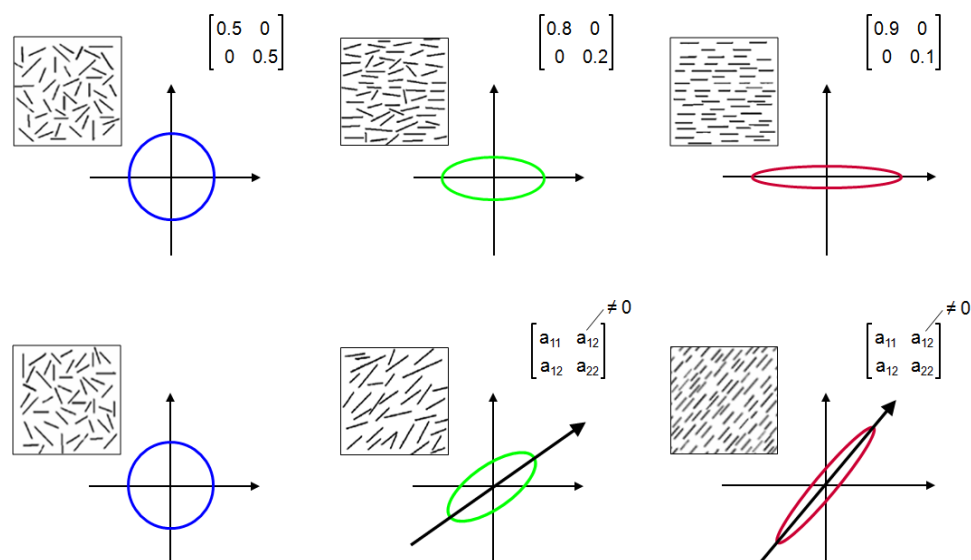 [0.5 0
0 0.5]
[0.8 0
0 0.2]
[0.9 0
0 0.1]
≠ 0
[a₁₁ a₁₂
a₁₂ a₂₂]
≠ 0
[a₁₁ a₁₂
a₁₂ a₂₂]